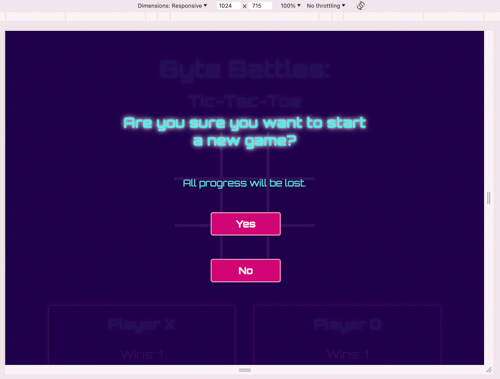 Dimensions: Responsive ▼ 1024 × 715 100% ▼ No throttling ▼
Byte Battles:
Tic-Tac-Toe
Are you sure you want to start
a new game?
All progress will be lost.
Yes
No
Player X Player O
Wins: 1 Wins: 1